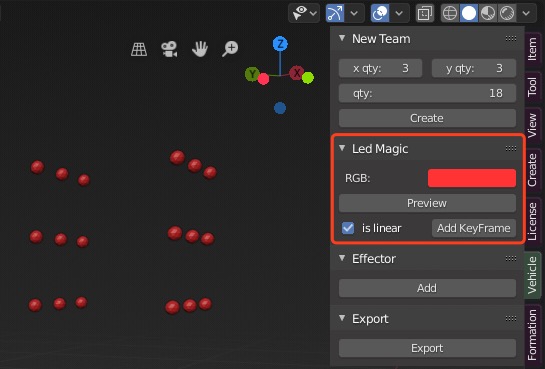 Z
Y
X
New Team
x qty: 3
y qty: 3
qty: 18
Create
Led Magic
RGB:
Preview
is linear
Add KeyFrame
Effector
Add
Export
Export
Item
Tool
View
Create
License
Vehicle
Formation